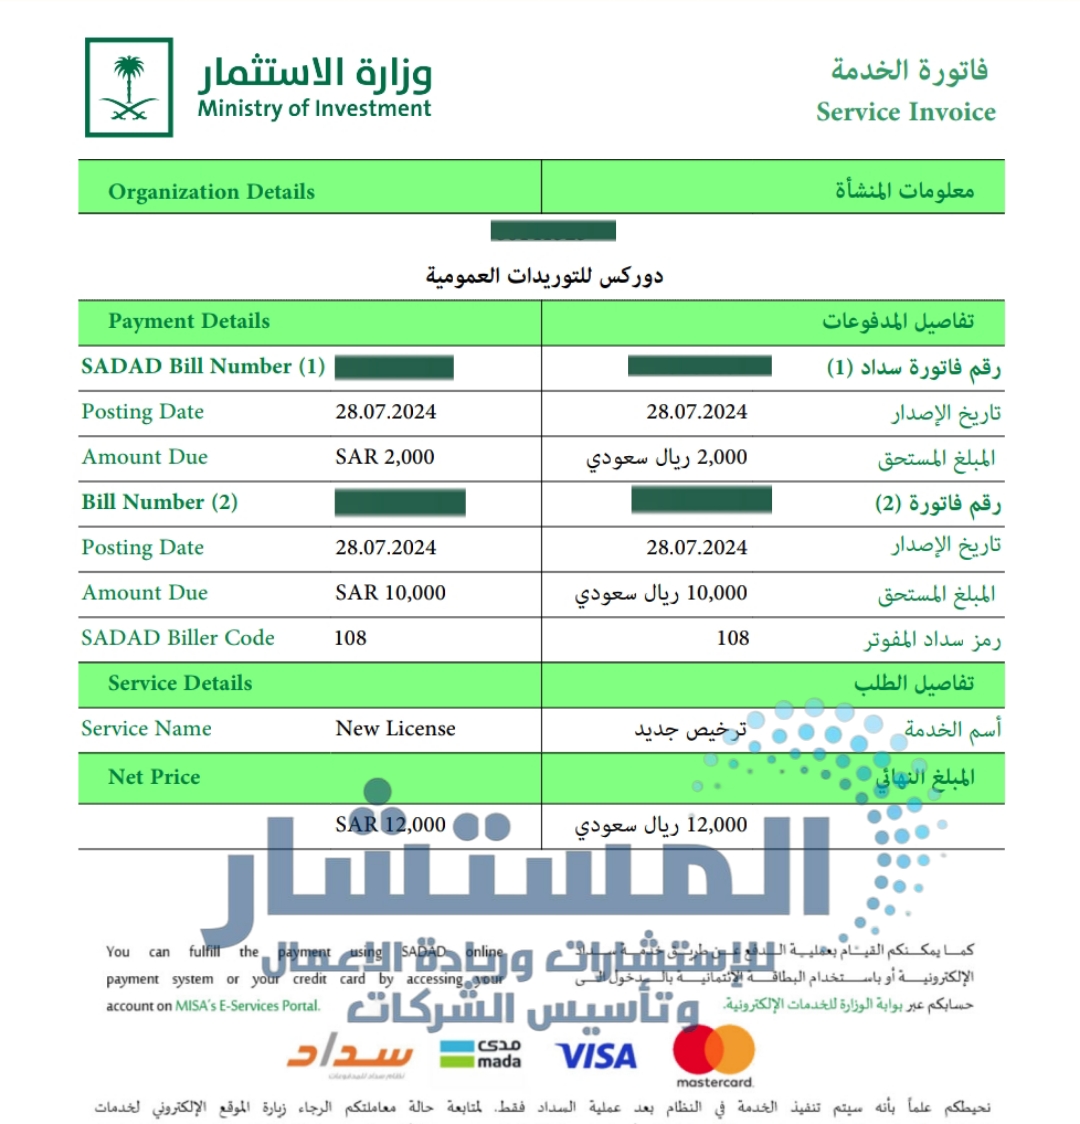 وزارة الاستثمار
Ministry of Investment
فاتورة الخدمة
Service Invoice
Organization Details معلومات المنشأة
دوركس للتوريدات العمومية
Payment Details تفاصيل المدفوعات
SADAD Bill Number (1) رقم فاتورة سداد (1)
Posting Date 28.07.2024 28.07.2024 تاريخ الإصدار
Amount Due SAR 2,000 2,000 ريال سعودي المبلغ المستحق
Bill Number (2) رقم فاتورة (2)
Posting Date 28.07.2024 28.07.2024 تاريخ الإصدار
Amount Due SAR 10,000 10,000 ريال سعودي المبلغ المستحق
SADAD Biller Code 108 108 رمز سداد المفوتر
Service Details تفاصيل الطلب
Service Name New License ترخيص جديد أسم الخدمة
Net Price المبلغ النهائي
SAR 12,000 12,000 ريال سعودي
المستشار
للإستشارات وريادة الاعمال
وتأسيس الشركات
You can fulfill the payment using SADAD online
payment system or your credit card by accessing your
account on MISA's E-Services Portal.
كما يمكنكم القيام بعملية الدفع عن طريق خدمة سداد
الإلكترونية أو باستخدام البطاقة الإئتمانية بالدخول الى
حسابكم عبر بوابة الوزارة للخدمات الإلكترونية.
سداد
نظام سداد للمدفوعات
مدى
mada
VISA
mastercard.
نحيطكم علماً بأنه سيتم تنفيذ الخدمة في النظام بعد عملية السداد فقط. لمتابعة حالة معاملتكم الرجاء زيارة الموقع الإلكتروني لخدمات